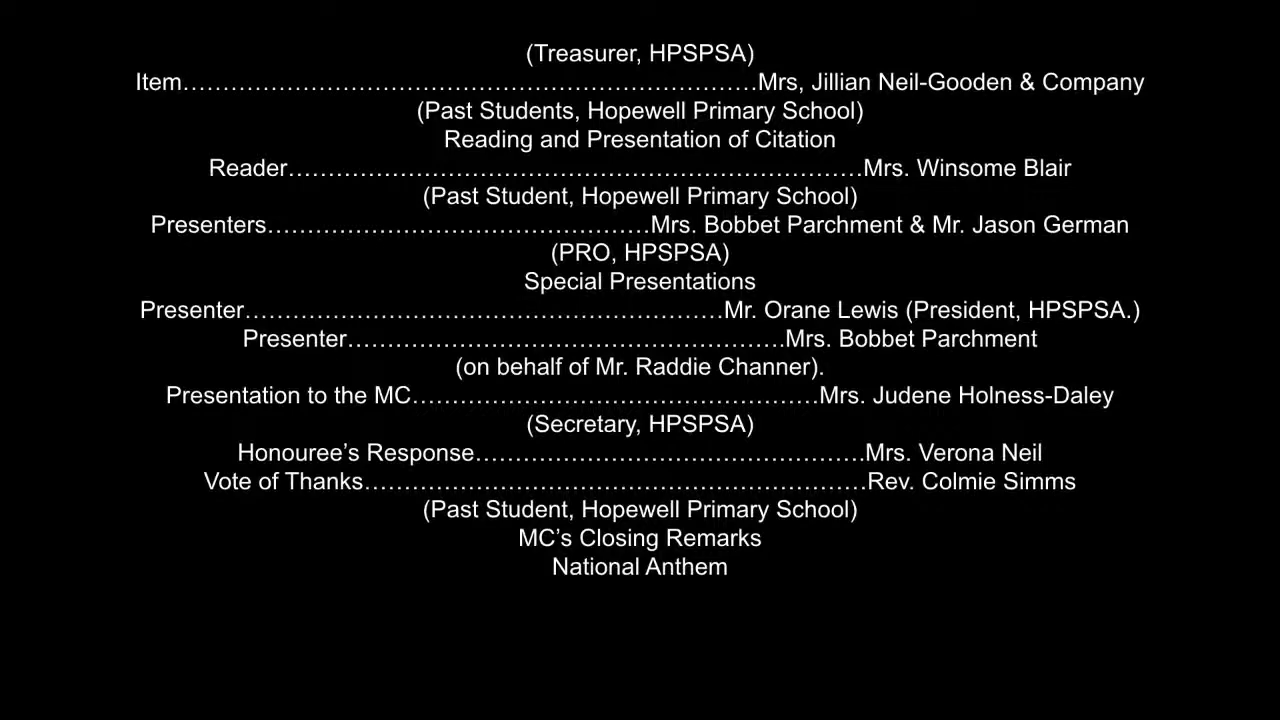 (Treasurer, HPSPSA)
Item………………………………………………………………Mrs, Jillian Neil-Gooden & Company
(Past Students, Hopewell Primary School)
Reading and Presentation of Citation
Reader………………………………………………………………Mrs. Winsome Blair
(Past Student, Hopewell Primary School)
Presenters…………………………………………Mrs. Bobbet Parchment & Mr. Jason German
(PRO, HPSPSA)
Special Presentations
Presenter……………………………………………………Mr. Orane Lewis (President, HPSPSA.)
Presenter……………………………………………….Mrs. Bobbet Parchment
(on behalf of Mr. Raddie Channer).
Presentation to the MC……………………………………………Mrs. Judene Holness-Daley
(Secretary, HPSPSA)
Honouree’s Response………………………………………….Mrs. Verona Neil
Vote of Thanks………………………………………………………Rev. Colmie Simms
(Past Student, Hopewell Primary School)
MC’s Closing Remarks
National Anthem